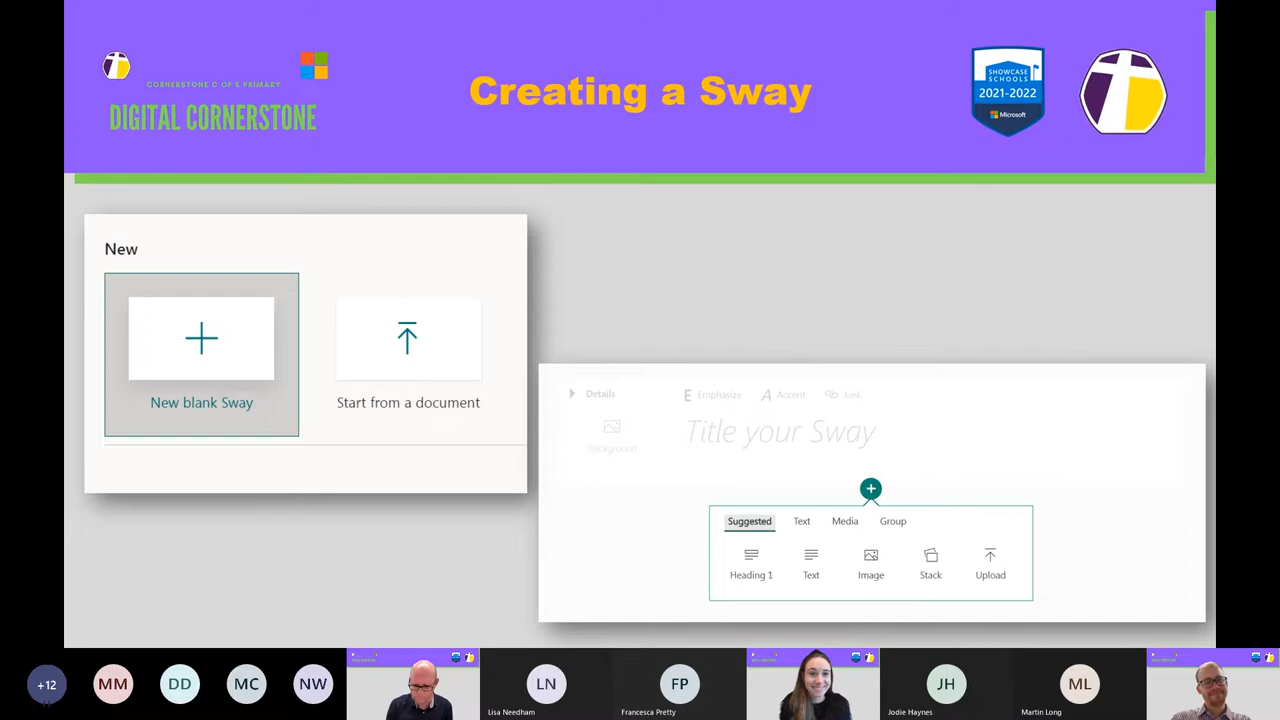 CORNERSTONE C OF E PRIMARY
DIGITAL CORNERSTONE
Creating a Sway
SHOWCASE
SCHOOLS
2021-2022
Microsoft
New
New blank Sway
Start from a document
Details
Emphasize
Accent
Link
Background
Title your Sway
Suggested
Text
Media
Group
Heading 1
Text
Image
Stack
Upload
+12
MM
DD
MC
NW
LN
Lisa Needham
FP
Francesca Pretty
JH
Jodie Haynes
ML
Martin Long